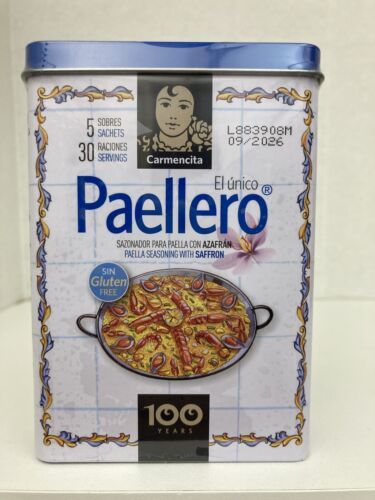 5 SOBRES
SACHETS
30 RACIONES
SERVINGS
Carmencita
L883908M
09/2026
El único
Paellero®
SAZONADOR PARA PAELLA CON AZAFRÁN
PAELLA SEASONING WITH SAFFRON
SIN
Gluten
FREE
100
YEARS